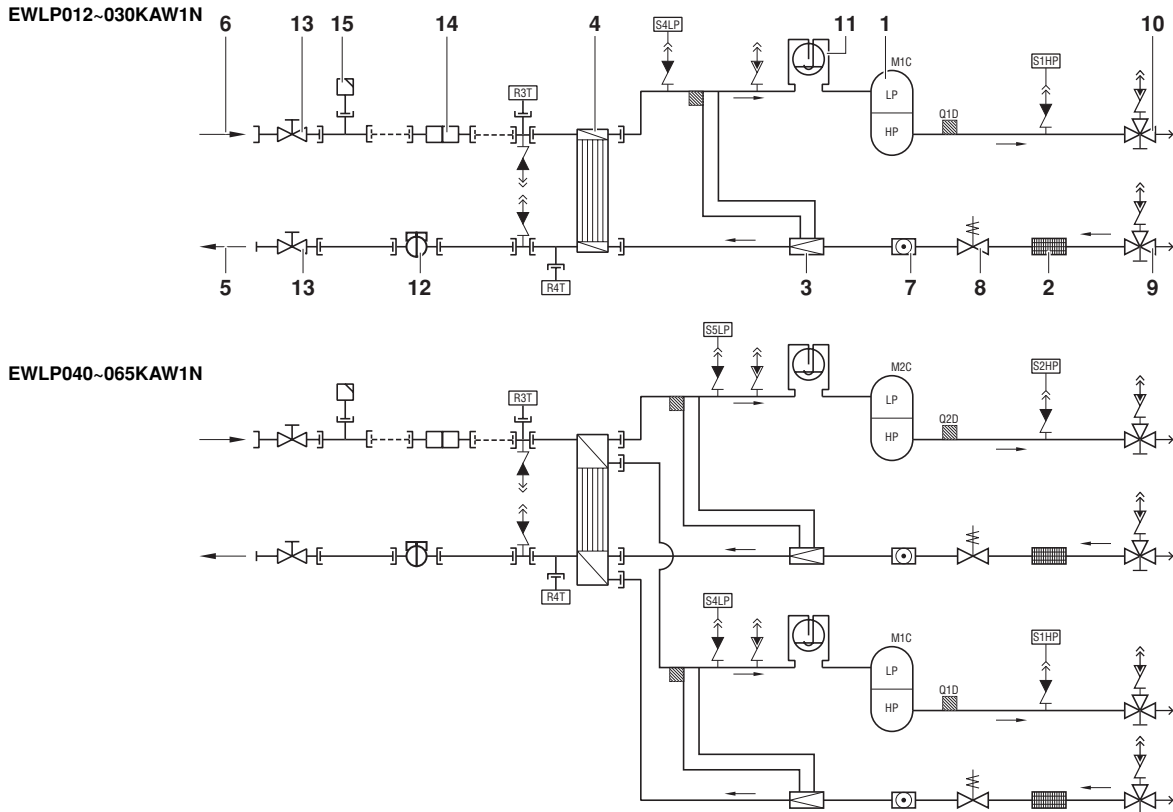 EWLP012~030KAW1N
6 13 15 14 4 11 1 10
S4LP
M1C
S1HP
R3T
LP
Q1D
HP
R4T
5 13 12 3 7 8 2 9
EWLP040~065KAW1N
S5LP
M2C
S2HP
R3T
LP
Q2D
HP
R4T
S4LP
M1C
S1HP
LP
Q1D
HP